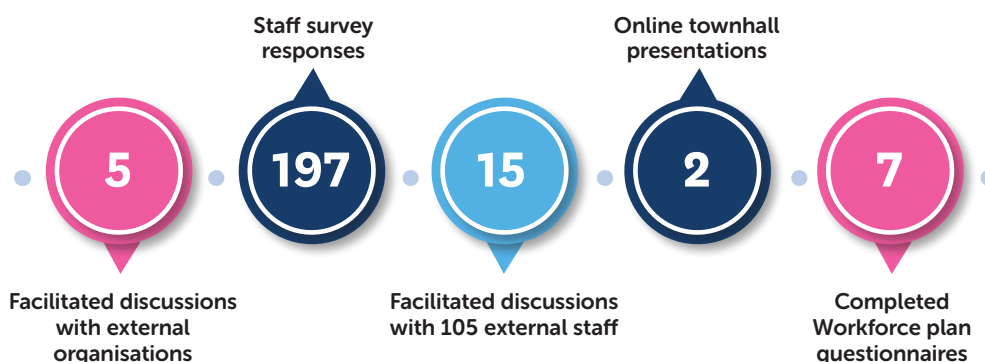 Staff survey
responses
Online townhall
presentations
5
197
15
2
7
Facilitated discussions
with external
organisations
Facilitated discussions
with 105 external staff
Completed
Workforce plan
questionnaires